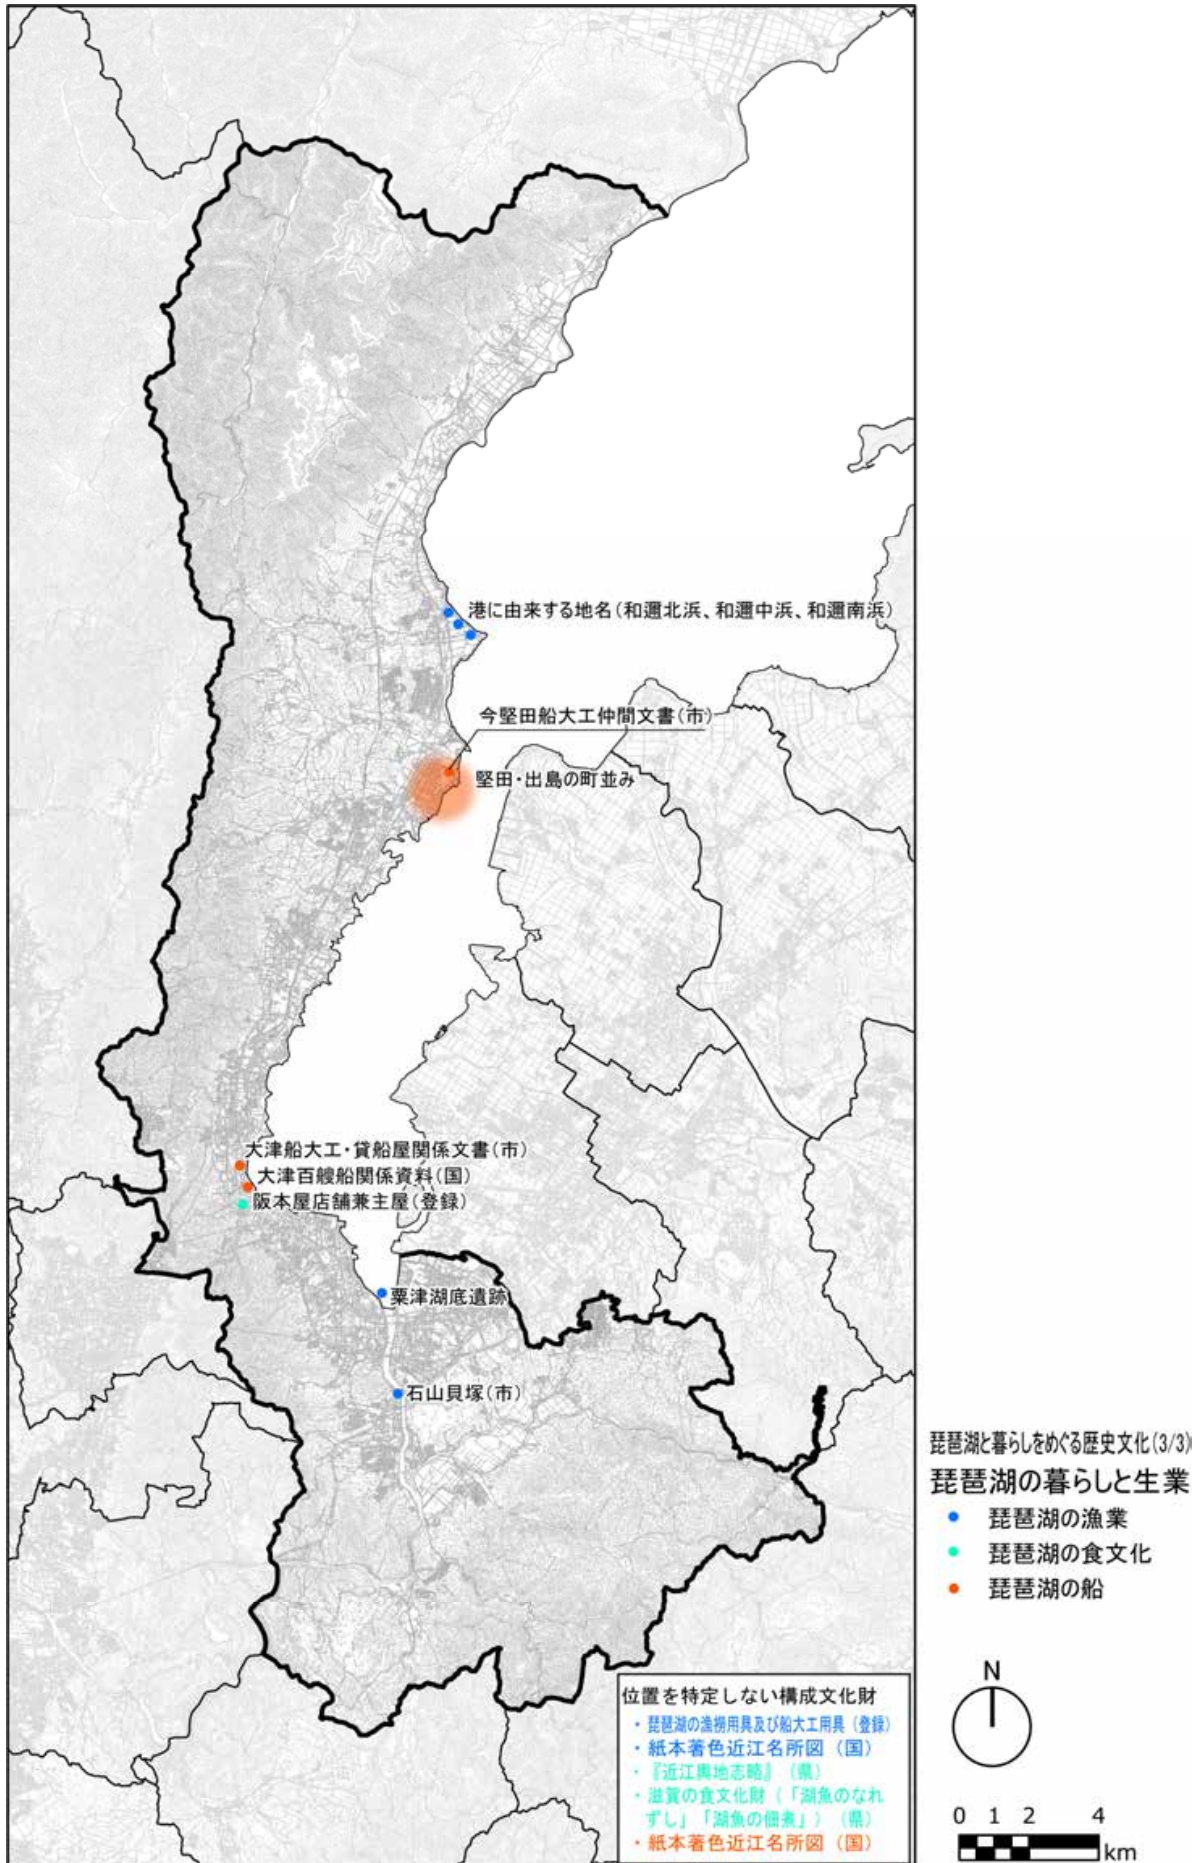 港に由来する地名(和邇北浜、和邇中浜、和邇南浜)
今堅田船大工仲間文書(市)
堅田・出島の町並み
大津船大工・貸船屋関係文書(市)
大津百艘船関係資料(国)
阪本屋店舗兼主屋(登録)
粟津湖底遺跡
石山貝塚(市)
琵琶湖と暮らしをめぐる歴史文化(3/3)
琵琶湖の暮らしと生業
琵琶湖の漁業
琵琶湖の食文化
琵琶湖の船
N
0 1 2 4
km
位置を特定しない構成文化財
・琵琶湖の漁撈用具及び船大工用具（登録）
・紙本著色近江名所図（国）
・『近江輿地志略』（県）
・滋賀の食文化財（「湖魚のなれ
ずし」「湖魚の佃煮」）（県）
・紙本著色近江名所図（国）